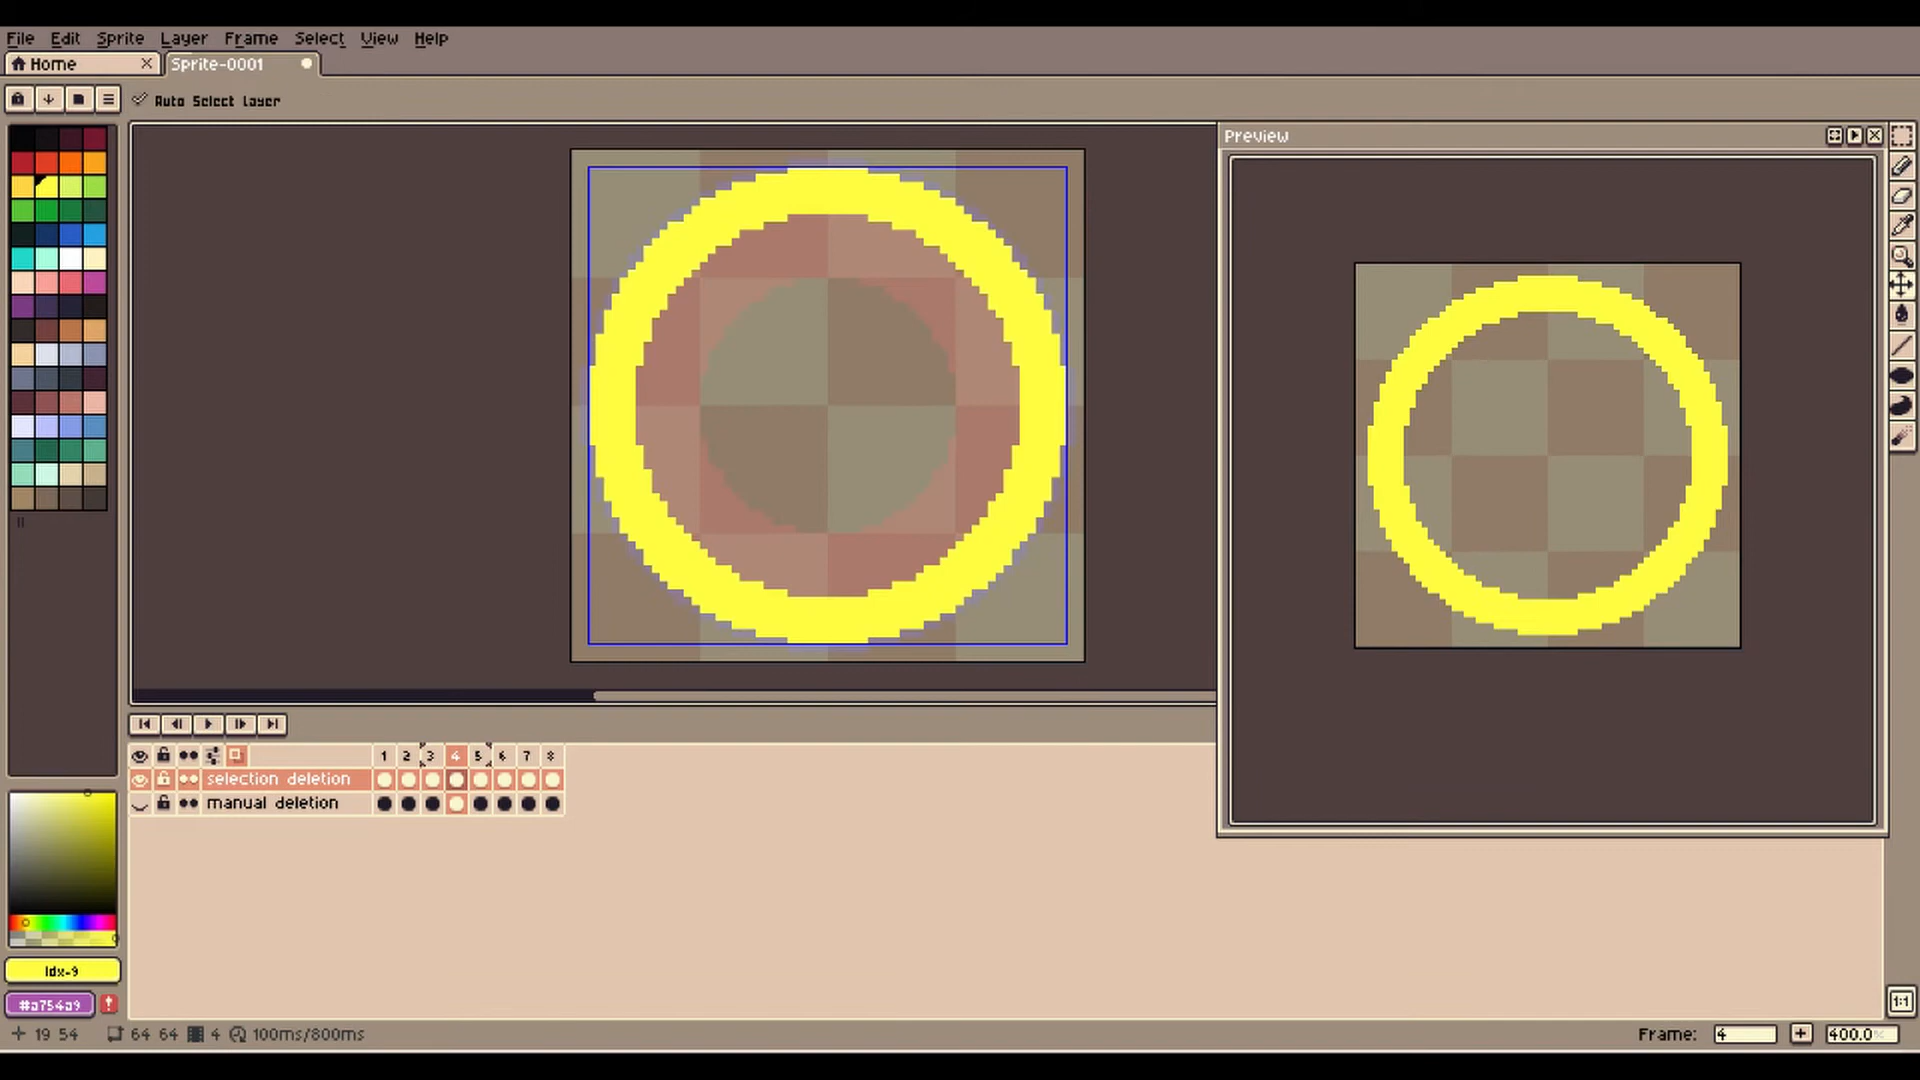 File Edit Sprite Layer Frame Select View Help
Home Sprite-0001
Auto Select Layer
Preview
1 2 3 4 5 6 7 8
selection deletion
manual deletion
Idx-9
#a754a9
19 54 64 64 4 100ms/800ms
Frame: 4 400.0
1:1